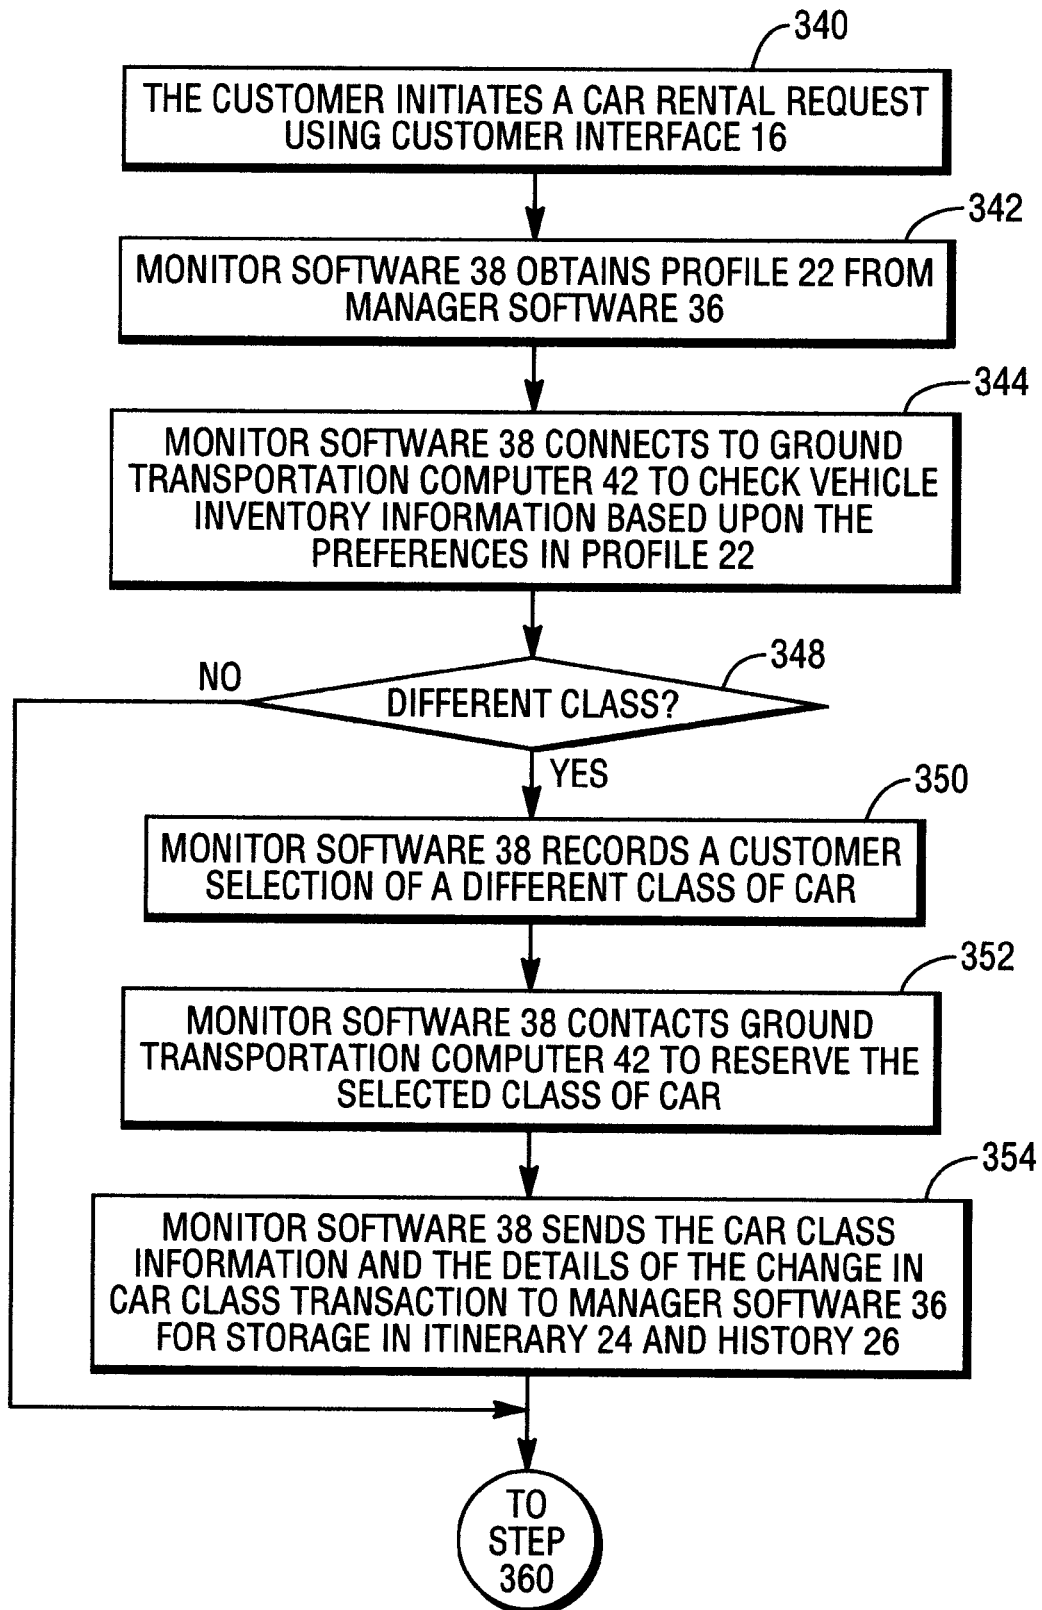 340
THE CUSTOMER INITIATES A CAR RENTAL REQUEST
USING CUSTOMER INTERFACE 16
342
MONITOR SOFTWARE 38 OBTAINS PROFILE 22 FROM
MANAGER SOFTWARE 36
344
MONITOR SOFTWARE 38 CONNECTS TO GROUND
TRANSPORTATION COMPUTER 42 TO CHECK VEHICLE
INVENTORY INFORMATION BASED UPON THE
PREFERENCES IN PROFILE 22
348
NO
DIFFERENT CLASS?
YES
350
MONITOR SOFTWARE 38 RECORDS A CUSTOMER
SELECTION OF A DIFFERENT CLASS OF CAR
352
MONITOR SOFTWARE 38 CONTACTS GROUND
TRANSPORTATION COMPUTER 42 TO RESERVE THE
SELECTED CLASS OF CAR
354
MONITOR SOFTWARE 38 SENDS THE CAR CLASS
INFORMATION AND THE DETAILS OF THE CHANGE IN
CAR CLASS TRANSACTION TO MANAGER SOFTWARE 36
FOR STORAGE IN ITINERARY 24 AND HISTORY 26
TO
STEP
360